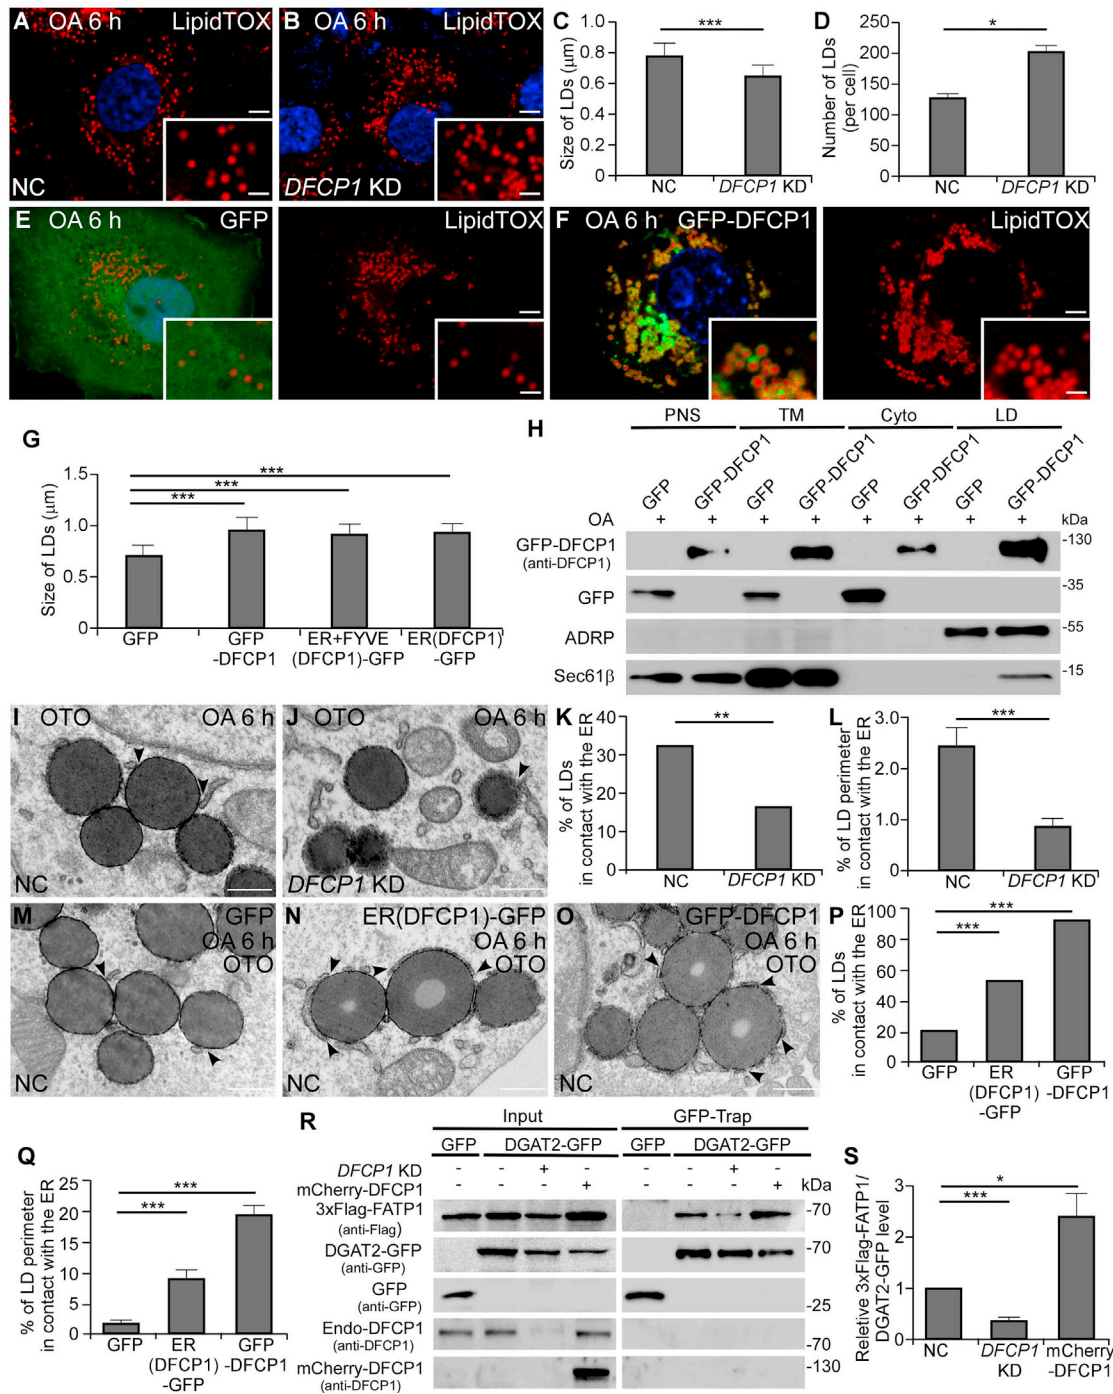 A OA 6 h LipidTOX
NC
B OA 6 h LipidTOX
DFCP1 KD
C
***
Size of LDs (μm)
1.0
0.8
0.6
0.4
0.2
0
NC DFCP1 KD
D
*
Number of LDs
(per cell)
250
200
150
100
50
0
NC DFCP1 KD
E OA 6 h GFP
LipidTOX
F OA 6 h GFP-DFCP1
LipidTOX
G
***
***
***
Size of LDs (μm)
1.5
1.0
0.5
0
GFP GFP ER+FYVE ER(DFCP1)
-DFCP1 (DFCP1)-GFP -GFP
H
PNS TM Cyto LD
GFP GFP-DFCP1 GFP GFP-DFCP1 GFP GFP-DFCP1 GFP GFP-DFCP1
OA + + + + + + + + kDa
GFP-DFCP1 -130
(anti-DFCP1)
GFP -35
ADRP -55
Sec61β -15
I OTO OA 6 h
NC
J OTO OA 6 h
DFCP1 KD
K
**
% of LDs
in contact with the ER
40
30
20
10
0
NC DFCP1 KD
L
***
% of LD perimeter
in contact with the ER
3.0
2.0
1.0
0
NC DFCP1 KD
M GFP
OA 6 h
OTO
NC
N ER(DFCP1)-GFP
OA 6 h
OTO
NC
O GFP-DFCP1
OA 6 h
OTO
NC
P
***
***
% of LDs
in contact with the ER
100
80
60
40
20
0
GFP ER GFP
(DFCP1) -DFCP1
-GFP
Q
***
***
% of LD perimeter
in contact with the ER
25
20
15
10
5
0
GFP ER GFP
(DFCP1) -DFCP1
-GFP
R
Input GFP-Trap
GFP DGAT2-GFP GFP DGAT2-GFP
DFCP1 KD - - + - - - + -
mCherry-DFCP1 - - - + - - - + kDa
3xFlag-FATP1 -70
(anti-Flag)
DGAT2-GFP -70
(anti-GFP)
GFP
(anti-GFP) -25
Endo-DFCP1
(anti-DFCP1) -70
mCherry-DFCP1 -130
(anti-DFCP1)
S
*
***
Reletive 3xFlag-FATP1/
DGAT2-GFP level
3
2
1
0
NC DFCP1 mCherry
KD -DFCP1